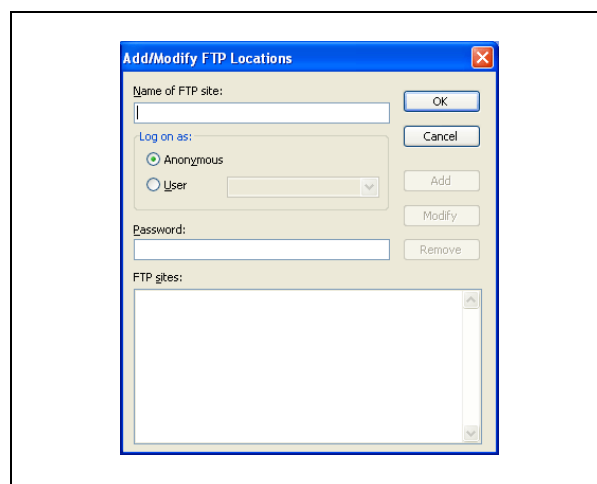 Add/Modify FTP Locations
Name of FTP site:
OK
Log on as:
Cancel
Anonymous
User
Add
Modify
Password:
Remove
FTP sites: